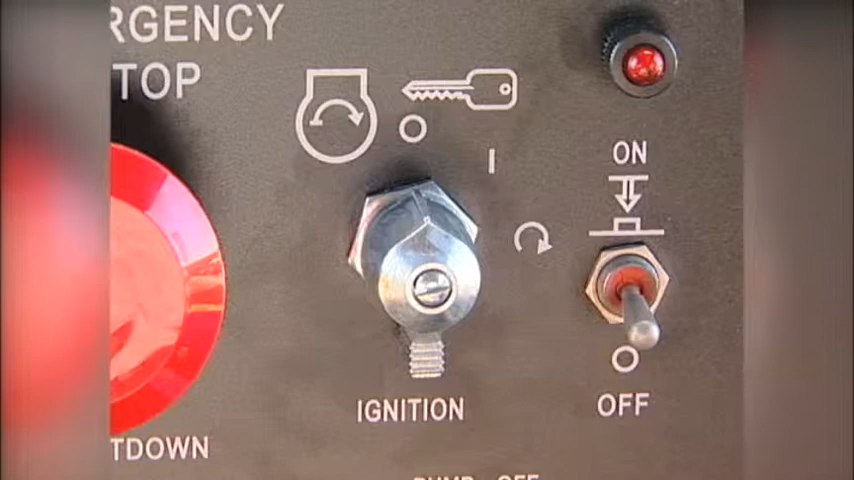 RGENCY
TOP
ON
IGNITION
OFF
TDOWN